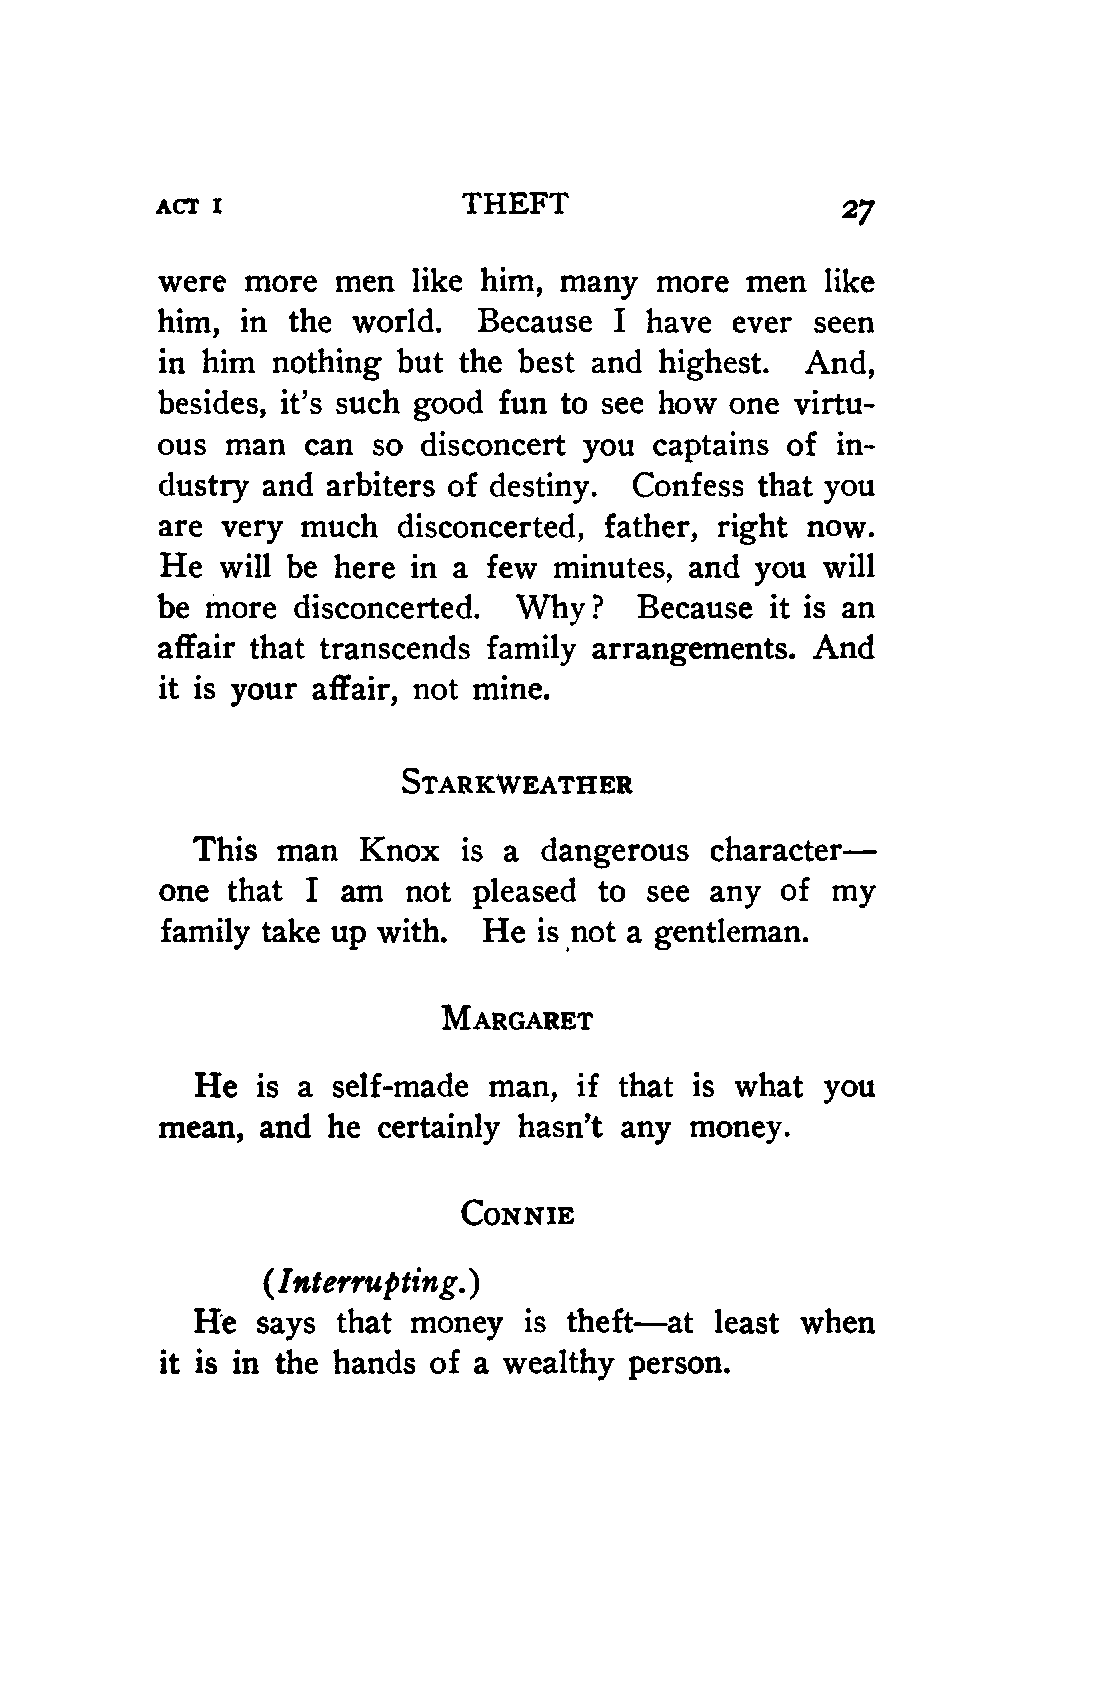 ACT I THEFT 27
were more men like him, many more men like
him, in the world. Because I have ever seen
in him nothing but the best and highest. And,
besides, it's such good fun to see how one virtu-
ous man can so disconcert you captains of in-
dustry and arbiters of destiny. Confess that you
are very much disconcerted, father, right now.
He will be here in a few minutes, and you will
be more disconcerted. Why? Because it is an
affair that transcends family arrangements. And
it is your affair, not mine.
STARKWEATHER
This man Knox is a dangerous character—
one that I am not pleased to see any of my
family take up with. He is not a gentleman.
MARGARET
He is a self-made man, if that is what you
mean, and he certainly hasn't any money.
CONNIE
(Interrupting.)
He says that money is theft—at least when
it is in the hands of a wealthy person.